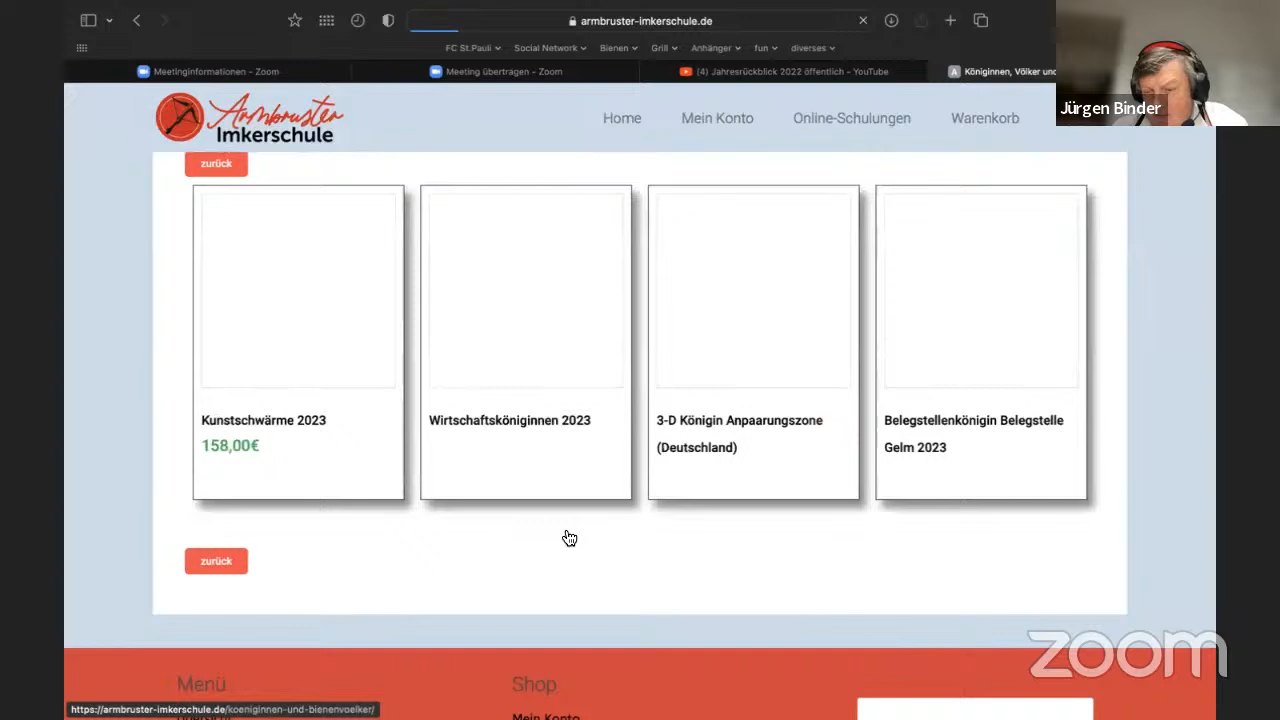 armbruster-imkerschule.de
FC St.Pauli
Social Network
Bienen
Grill
Anhänger
fun
diverses
Meetinginformationen – Zoom
Meeting übertragen – Zoom
(4) Jahresrückblick 2022 öffentlich – YouTube
A Königinnen, Völker und
Jürgen Binder
Armbruster
Imkerschule
Home
Mein Konto
Online-Schulungen
Warenkorb
zurück
Kunstschwärme 2023
158,00€
Wirtschaftsköniginnen 2023
3-D Königin Anpaarungszone
(Deutschland)
Belegstellenkönigin Belegstelle
Gelm 2023
zurück
zoom
Menü
Shop
https://armbruster-imkerschule.de/koeniginnen-und-bienenvoelker/
Mein Konto